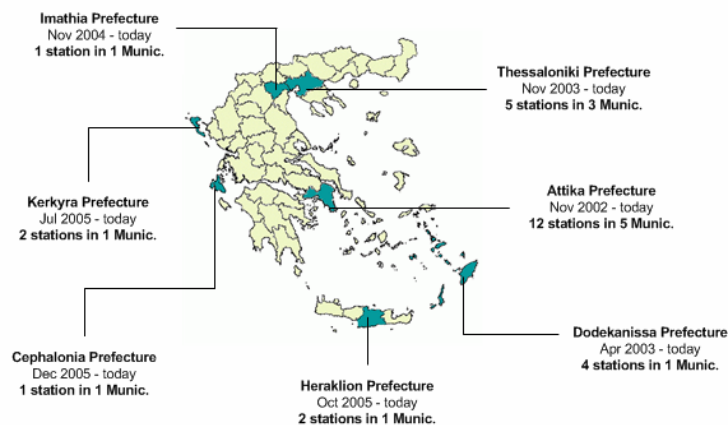 Imathia Prefecture
Nov 2004 - today
1 station in 1 Munic.
Thessaloniki Prefecture
Nov 2003 - today
5 stations in 3 Munic.
Kerkyra Prefecture
Jul 2005 - today
2 stations in 1 Munic.
Attika Prefecture
Nov 2002 - today
12 stations in 5 Munic.
Cephalonia Prefecture
Dec 2005 - today
1 station in 1 Munic.
Heraklion Prefecture
Oct 2005 - today
2 stations in 1 Munic.
Dodekanissa Prefecture
Apr 2003 - today
4 stations in 1 Munic.